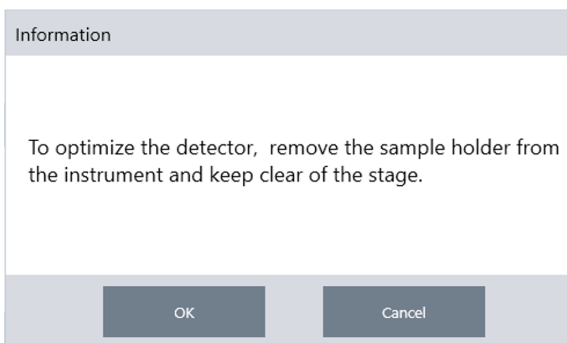 Information
To optimize the detector,  remove the sample holder from
the instrument and keep clear of the stage.
OK
Cancel